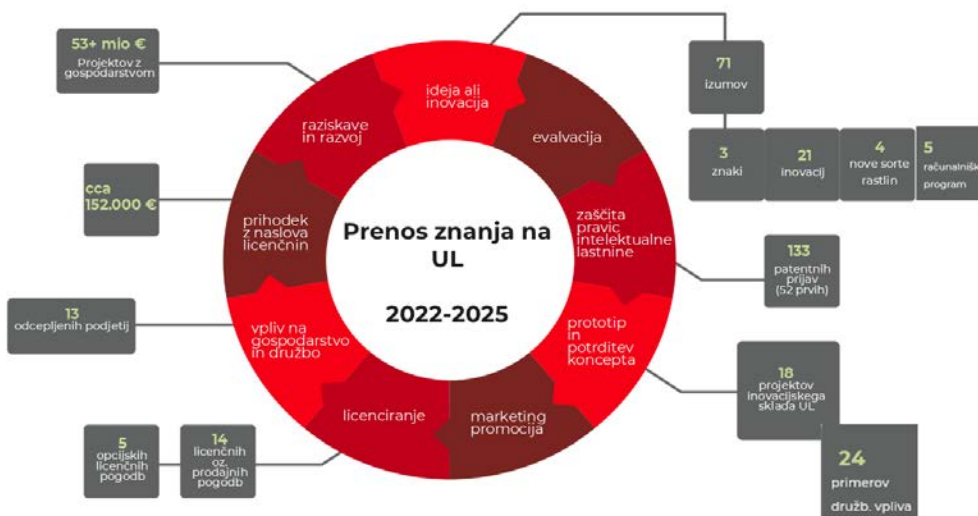 53+ mio €
Projektov z
gospodarstvom
cca
152.000 €
13
odcepljenih podjetij
5
opcijskih
licenčnih
pogodb
14
licenčnih
oz.
prodajnih
pogodb
ideja ali
inovacija
evalvacija
zaščita
pravic
intelektualne
lastnine
prototip
in
potrditev
koncepta
marketing
promocija
licenciranje
vpliv na
gospodarstvo
in družbo
prihodek
z naslova
licenčnin
raziskave
in razvoj
Prenos znanja na
UL
2022-2025
71
izumov
3
znaki
21
inovacij
4
nove sorte
rastlin
5
računalnišk
program
133
patentnih
prijav
(52 prvih)
18
projektov
inovacijskega
sklada UL
24
primerov
družb. vpliva